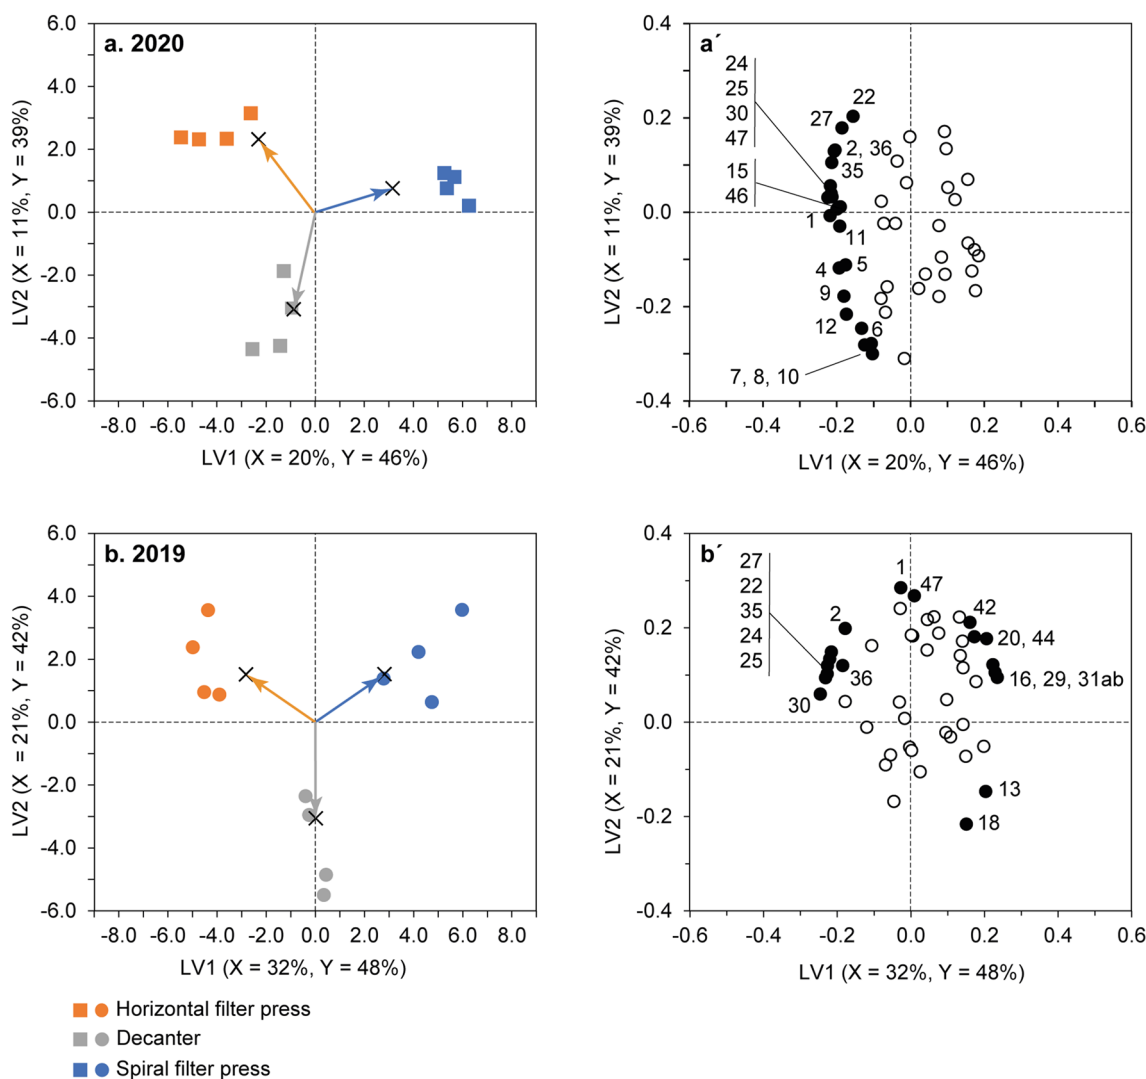 a. 2020
6.0
4.0
2.0
0.0
-2.0
-4.0
-6.0
LV2 (X = 11%, Y = 39%)
-8.0 -6.0 -4.0 -2.0 0.0 2.0 4.0 6.0 8.0
LV1 (X = 20%, Y = 46%)
a´
0.4
0.2
0.0
-0.2
-0.4
LV2 (X = 11%, Y = 39%)
24
25
30
47
15
46
22
27
2, 36
35
1
11
4
5
9
12
6
7, 8, 10
-0.6 -0.4 -0.2 0.0 0.2 0.4 0.6
LV1 (X = 20%, Y = 46%)
b. 2019
6.0
4.0
2.0
0.0
-2.0
-4.0
-6.0
LV2 (X = 21%, Y = 42%)
-8.0 -6.0 -4.0 -2.0 0.0 2.0 4.0 6.0 8.0
LV1 (X = 32%, Y = 48%)
b´
0.4
0.2
0.0
-0.2
-0.4
LV2 (X = 21%, Y = 42%)
27
22
35
24
25
1
47
2
42
20, 44
36
16, 29, 31ab
30
13
18
-0.6 -0.4 -0.2 0.0 0.2 0.4 0.6
LV1 (X = 32%, Y = 48%)
Horizontal filter press
Decanter
Spiral filter press